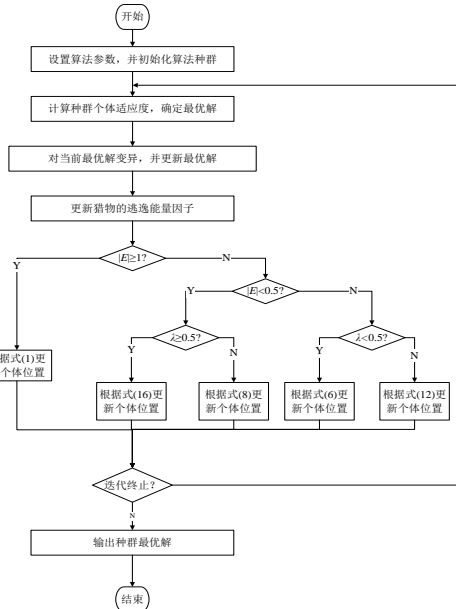 开始
设置算法参数，并初始化算法种群
计算种群个体适应度，确定最优解
对当前最优解变异，并更新最优解
更新猎物的逃逸能量因子
|E|≥1?
Y
N
|E|<0.5?
Y
N
λ≥0.5?
λ<0.5?
Y
N
Y
N
据式(1)更
个体位置
根据式(16)更
新个体位置
根据式(8)更
新个体位置
根据式(6)更
新个体位置
根据式(12)更
新个体位置
迭代终止？
N
输出种群最优解
结束